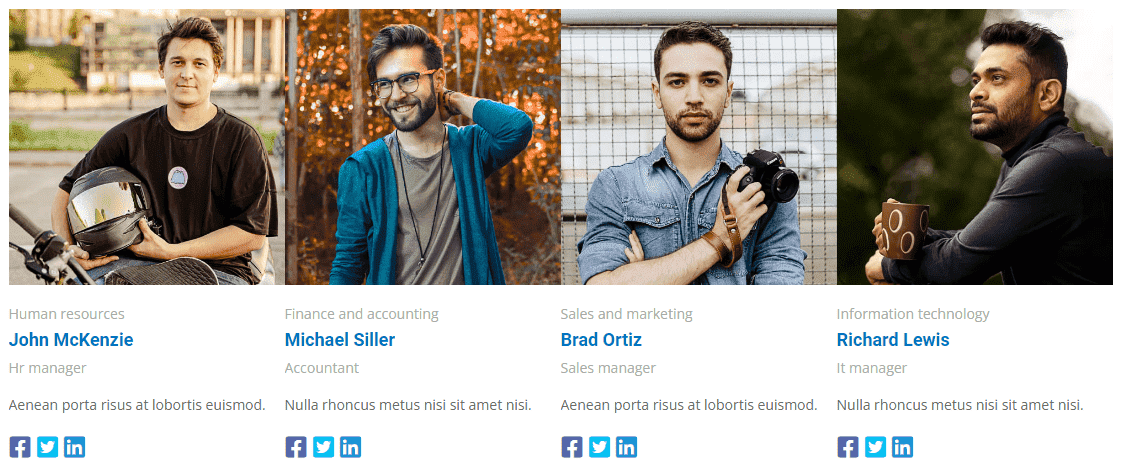 Human resources
John McKenzie
Hr manager
Aenean porta risus at lobortis euismod.
Finance and accounting
Michael Siller
Accountant
Nulla rhoncus metus nisi sit amet nisi.
Sales and marketing
Brad Ortiz
Sales manager
Aenean porta risus at lobortis euismod.
Information technology
Richard Lewis
It manager
Nulla rhoncus metus nisi sit amet nisi.